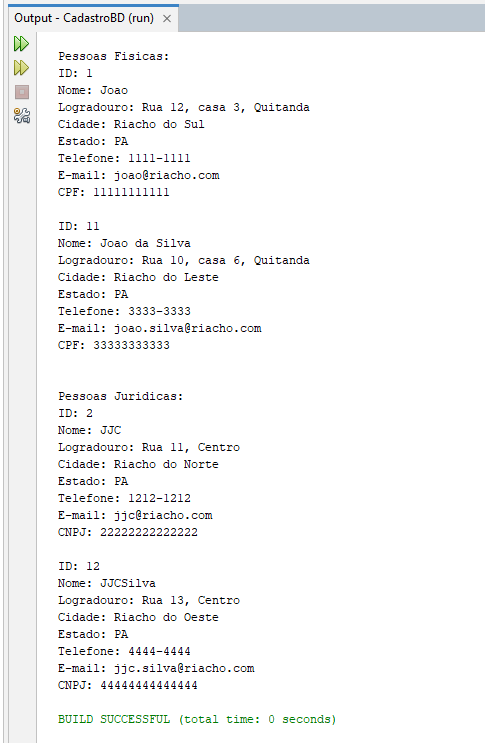 Output - CadastroBD (run)
Pessoas Fisicas:
ID: 1
Nome: Joao
Logradouro: Rua 12, casa 3, Quitanda
Cidade: Riacho do Sul
Estado: PA
Telefone: 1111-1111
E-mail: joao@riacho.com
CPF: 11111111111
ID: 11
Nome: Joao da Silva
Logradouro: Rua 10, casa 6, Quitanda
Cidade: Riacho do Leste
Estado: PA
Telefone: 3333-3333
E-mail: joao.silva@riacho.com
CPF: 33333333333
Pessoas Juridicas:
ID: 2
Nome: JJC
Logradouro: Rua 11, Centro
Cidade: Riacho do Norte
Estado: PA
Telefone: 1212-1212
E-mail: jjc@riacho.com
CNPJ: 22222222222222
ID: 12
Nome: JJCSilva
Logradouro: Rua 13, Centro
Cidade: Riacho do Oeste
Estado: PA
Telefone: 4444-4444
E-mail: jjc.silva@riacho.com
CNPJ: 44444444444444
BUILD SUCCESSFUL (total time: 0 seconds)